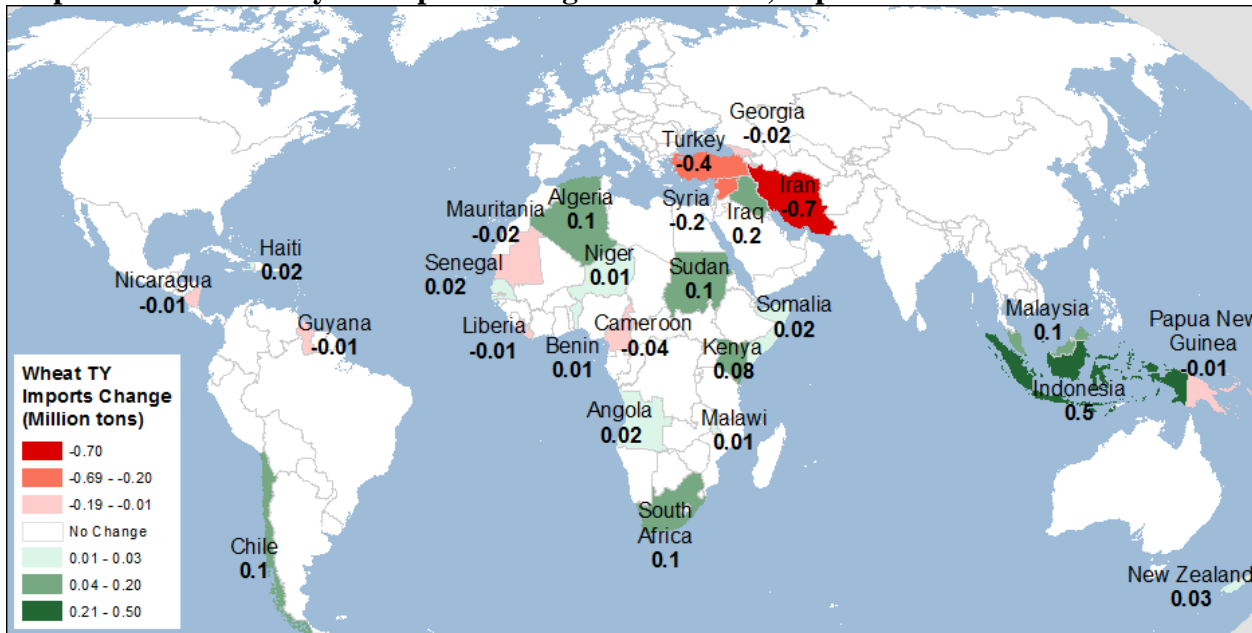 Georgia
-0.02
Turkey
-0.4
Iran
-0.7
Syria
-0.2
Iraq
0.2
Algeria
0.1
Mauritania
-0.02
Niger
0.01
Senegal
0.02
Sudan
0.1
Haiti
0.02
Nicaragua
-0.01
Guyana
-0.01
Liberia
-0.01
Benin
0.01
Cameroon
-0.04
Somalia
0.02
Kenya
0.08
Malaysia
0.1
Papua New
Guinea
-0.01
Indonesia
0.5
Angola
0.02
Malawi
0.01
South
Africa
0.1
Chile
0.1
New Zealand
0.03
Wheat TY
Imports Change
(Million tons)
-0.70
-0.69 - -0.20
-0.19 - -0.01
No Change
0.01 - 0.03
0.04 - 0.20
0.21 - 0.50